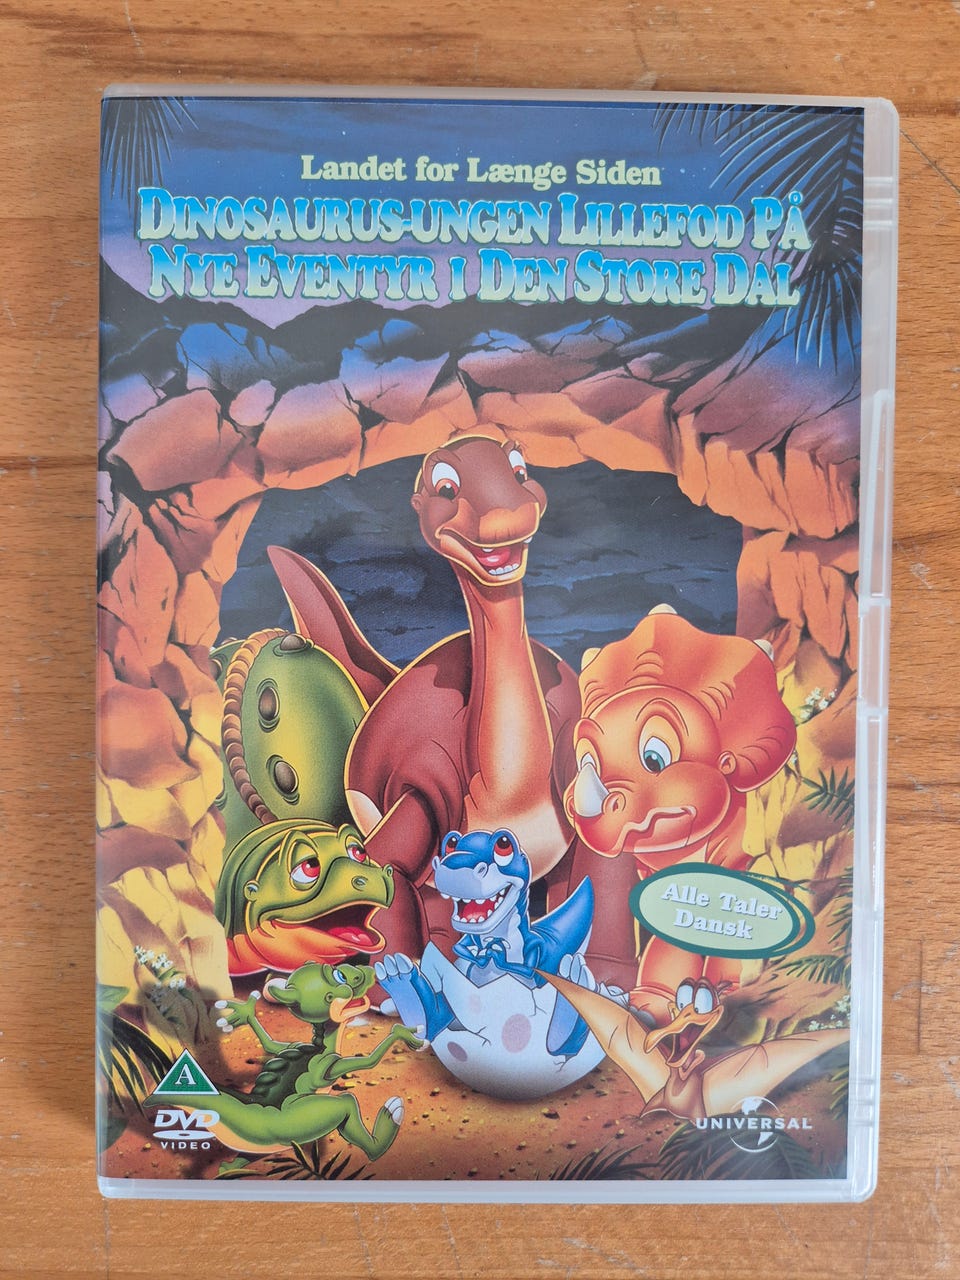 Landet for Længe Siden
DINOSAURUS-UNGEN LILLEFOD PÅ
NYE EVENTYR I DEN STORE DAL
Alle Taler
Dansk
A
DVD
VIDEO
UNIVERSAL